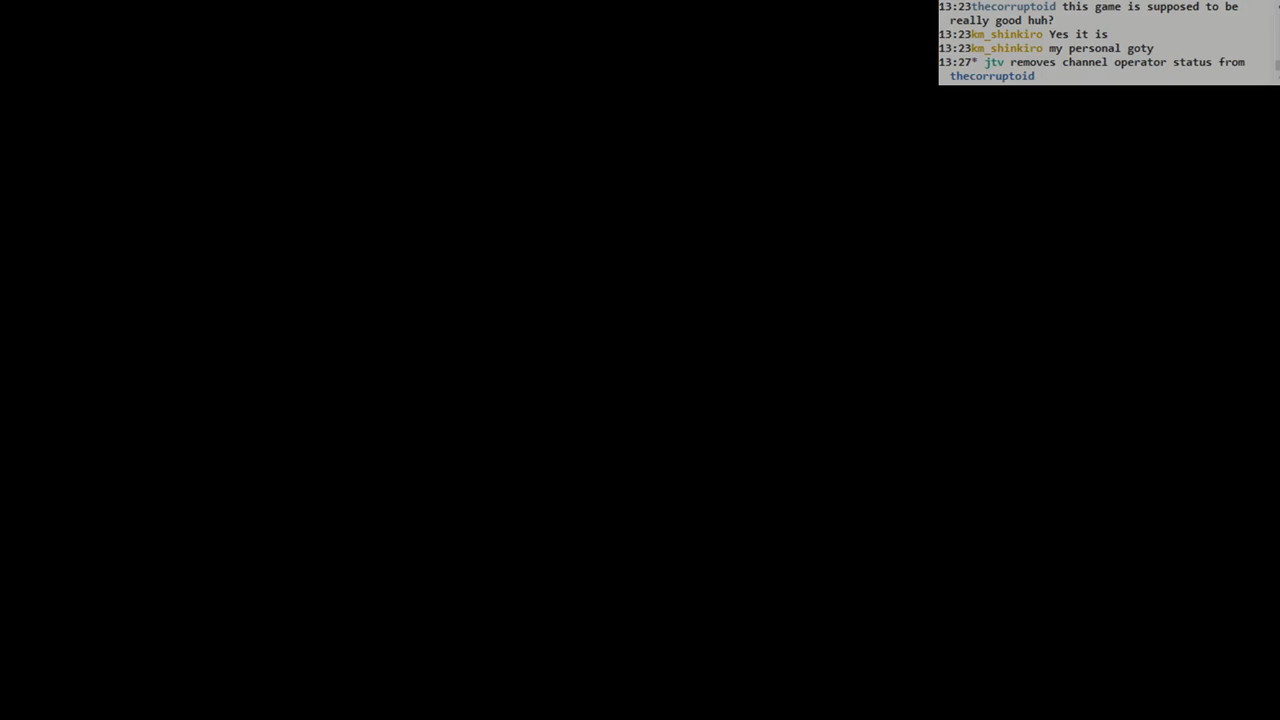 13:23thecorruptoid this game is supposed to be
really good huh?
13:23km_shinkiro Yes it is
13:23km_shinkiro my personal goty
13:27* jtv removes channel operator status from
thecorruptoid